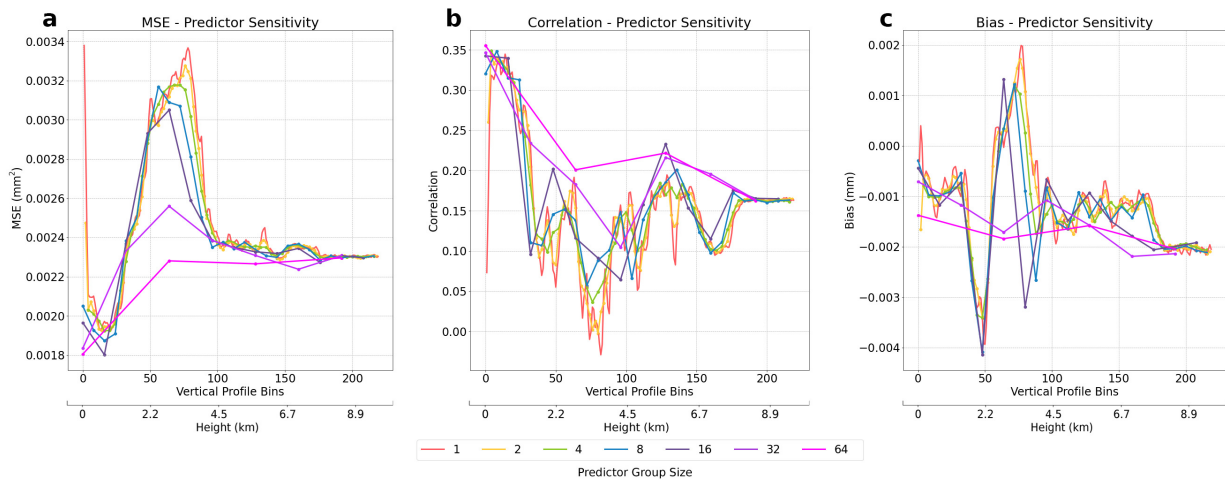 a
MSE - Predictor Sensitivity
0.0034
0.0032
0.0030
0.0028
0.0026
0.0024
0.0022
0.0020
0.0018
MSE (mm²)
0 50 100 150 200
Vertical Profile Bins
0 2.2 4.5 6.7 8.9
Height (km)
b
Correlation - Predictor Sensitivity
0.35
0.30
0.25
0.20
0.15
0.10
0.05
0.00
Correlation
0 50 100 150 200
Vertical Profile Bins
0 2.2 4.5 6.7 8.9
Height (km)
c
Bias - Predictor Sensitivity
0.002
0.001
0.000
−0.001
−0.002
−0.003
−0.004
Bias (mm)
0 50 100 150 200
Vertical Profile Bins
0 2.2 4.5 6.7 8.9
Height (km)
1 2 4 8 16 32 64
Predictor Group Size